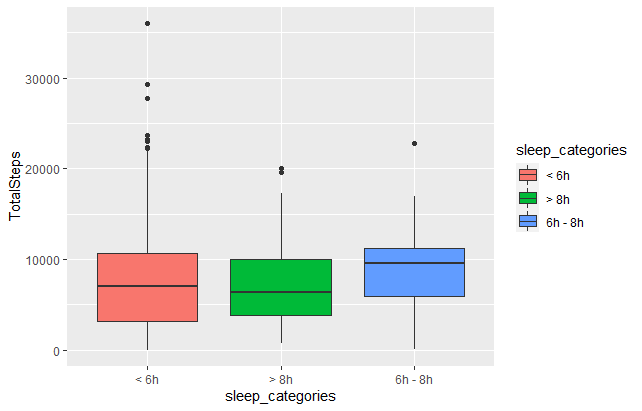 TotalSteps
30000
20000
10000
0
< 6h
> 8h
6h - 8h
sleep_categories
sleep_categories
< 6h
> 8h
6h - 8h